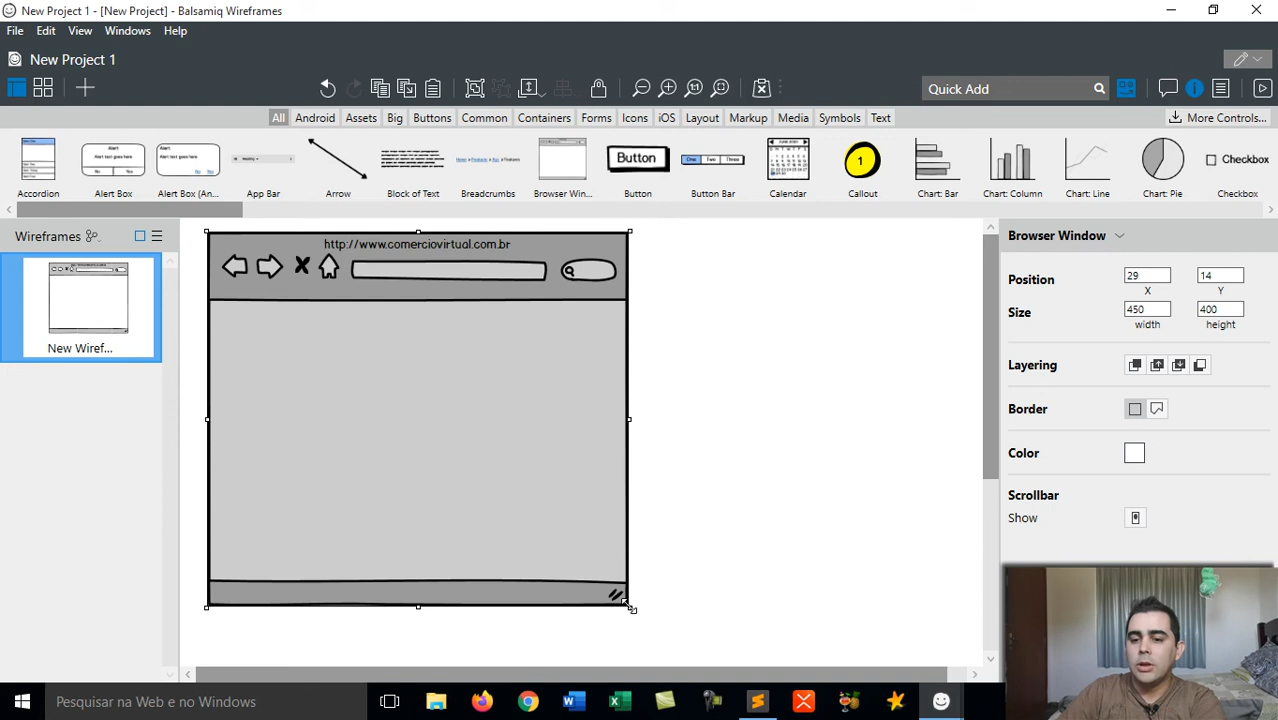 New Project 1 - [New Project] - Balsamiq Wireframes
File Edit View Windows Help
New Project 1
Quick Add
All Android Assets Big Buttons Common Containers Forms Icons iOS Layout Markup Media Symbols Text More Controls...
Button
1
Checkbox
Accordion Alert Box Alert Box (An... App Bar Arrow Block of Text Breadcrumbs Browser Win... Button Button Bar Calendar Callout Chart: Bar Chart: Column Chart: Line Chart: Pie Checkbox
Wireframes
New Wiref...
http://www.comerciovirtual.com.br
Browser Window
Position 29 14
X Y
Size 450 400
width height
Layering
Border
Color
Scrollbar
Show
Pesquisar na Web e no Windows